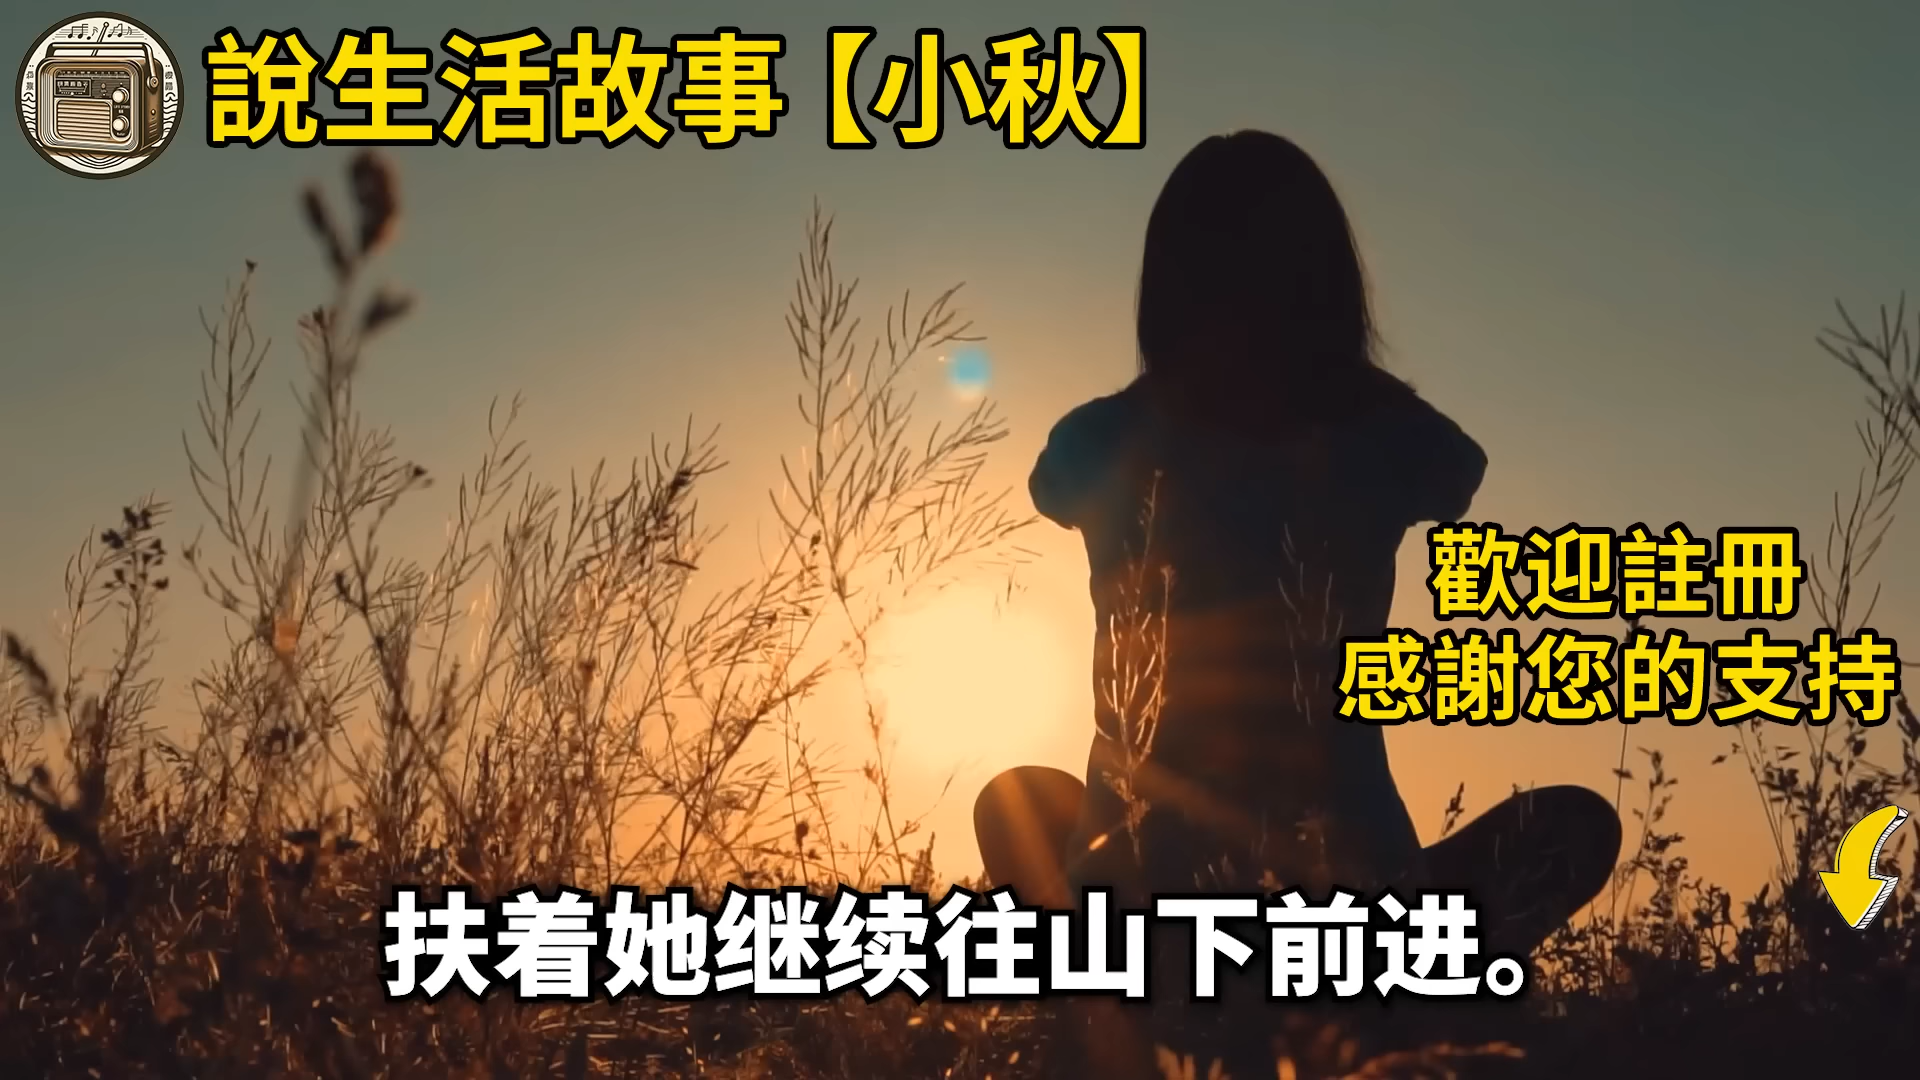 說生活故事【小秋】
歡迎註冊
感謝您的支持
扶着她继续往山下前进。